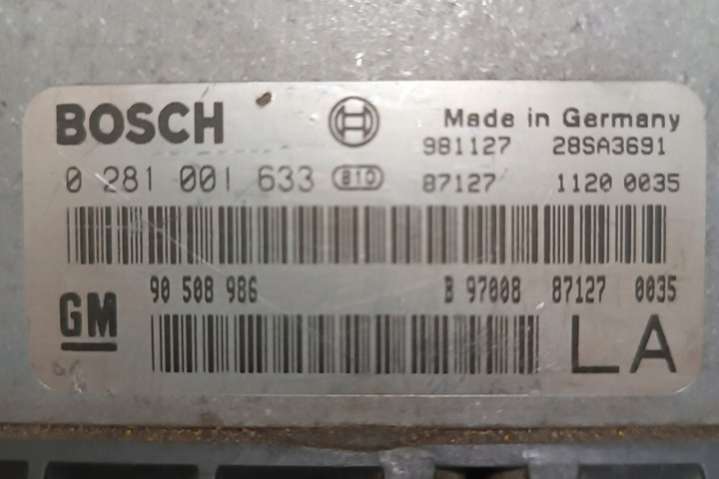 BOSCH
Made in Germany
981127 28SA3691
0 281 001 633 810 87127 1120 0035
90 508 986 B 97008 87127 0035
GM
LA